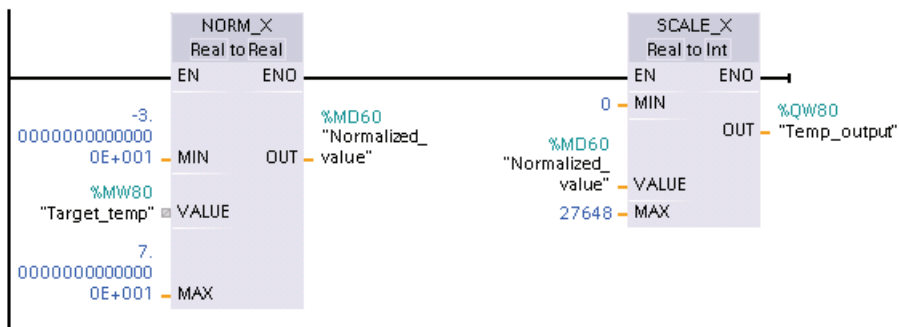 NORM_X
Real to Real
EN ENO
-3.
0000000000000
0E+001
MIN
%MD60
"Normalized_
value"
OUT
%MW80
"Target_temp"
VALUE
7.
0000000000000
0E+001
MAX
SCALE_X
Real to Int
EN ENO
0
MIN
%QW80
"Temp_output"
OUT
%MD60
"Normalized_
value"
VALUE
27648
MAX